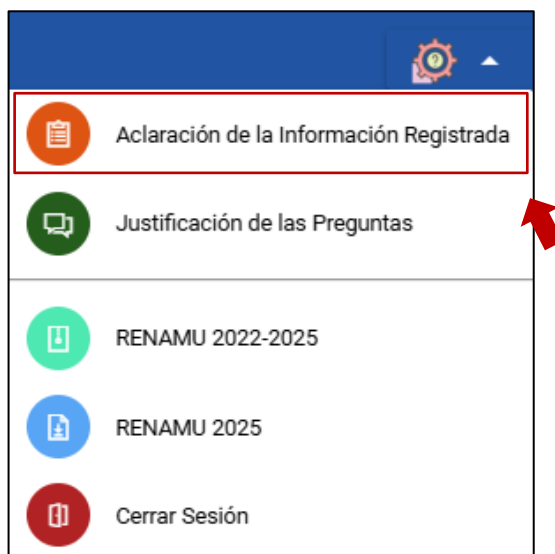 Aclaración de la Información Registrada
Justificación de las Preguntas
RENAMU 2022-2025
RENAMU 2025
Cerrar Sesión